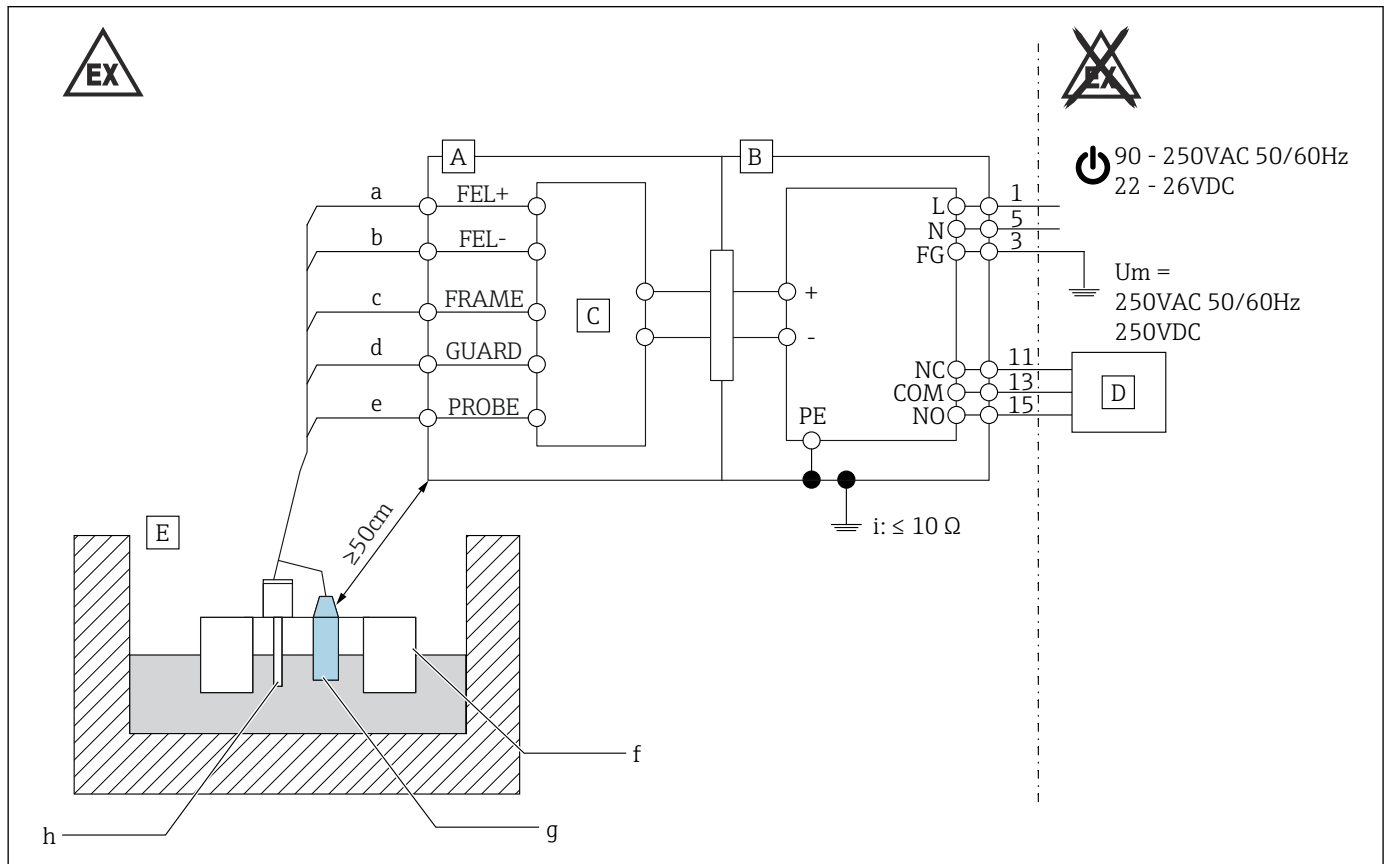 EX
EX
90 - 250VAC 50/60Hz
22 - 26VDC
A
B
a
FEL+
b
FEL-
c
FRAME
d
GUARD
e
PROBE
C
+
-
L
1
N
5
FG
3
Um =
250VAC 50/60Hz
250VDC
NC
11
COM
13
NO
15
D
PE
i: ≤ 10 Ω
≥50cm
E
f
g
h